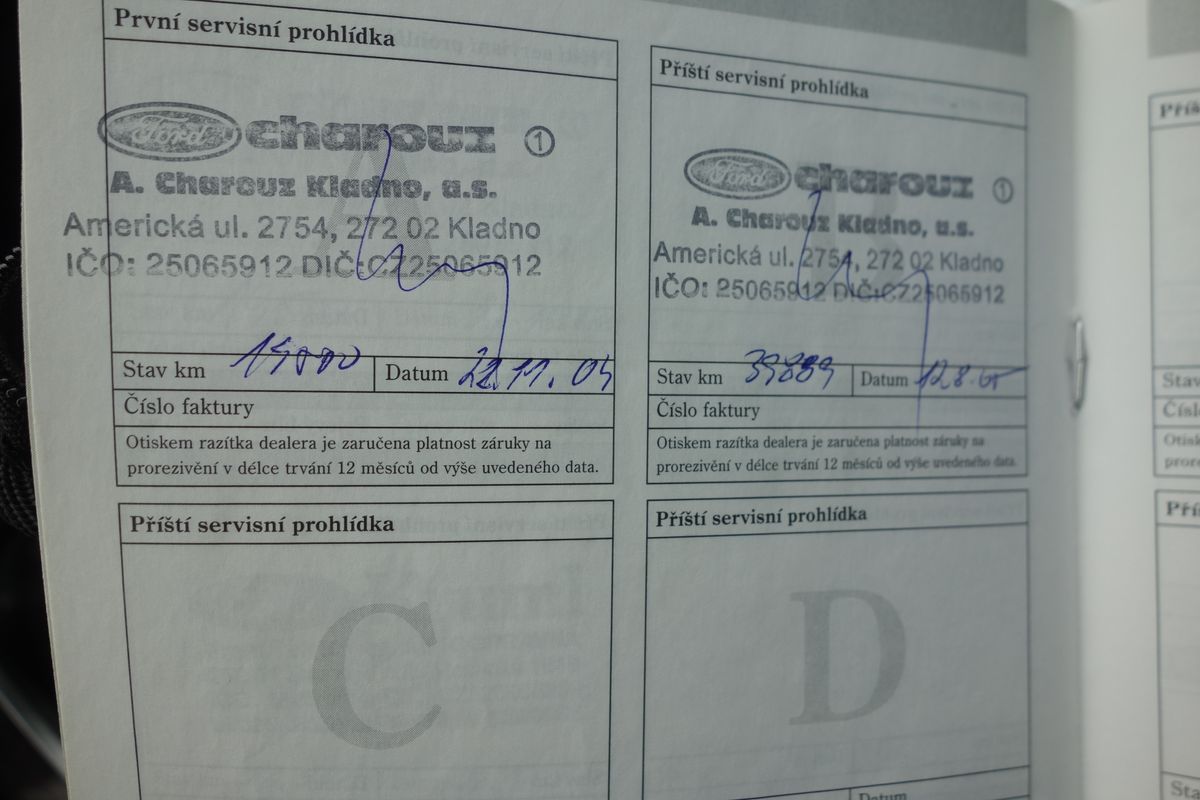 První servisní prohlídka
Ford charouz 1
A. Charouz Kladno, a.s.
Americká ul. 2754, 272 02 Kladno
IČO: 25065912 DIČ:CZ25065912
Stav km Datum 22.11.04
Číslo faktury
Otiskem razítka dealera je zaručena platnost záruky na
prorezivění v délce trvání 12 měsíců od výše uvedeného data.
Příští servisní prohlídka
Ford charouz 1
A. Charouz Kladno, a.s.
Americká ul. 2754, 272 02 Kladno
IČO: 25065912 DIČ:CZ25065912
Stav km 39889 Datum
Číslo faktury
Otiskem razítka dealera je zaručena platnost záruky na
prorezivění v délce trvání 12 měsíců od výše uvedeného data.
Příští servisní prohlídka
C
Příští servisní prohlídka
D
Datum